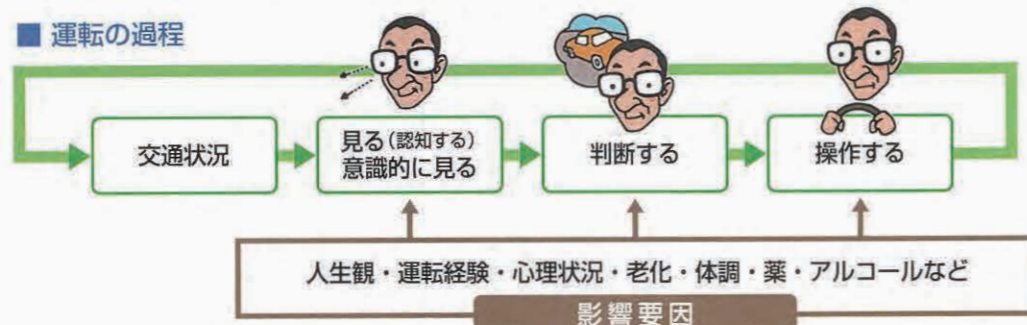 ■ 運転の過程
交通状況
見る(認知する)
意識的に見る
判断する
操作する
人生観・運転経験・心理状況・老化・体調・薬・アルコールなど
影響要因